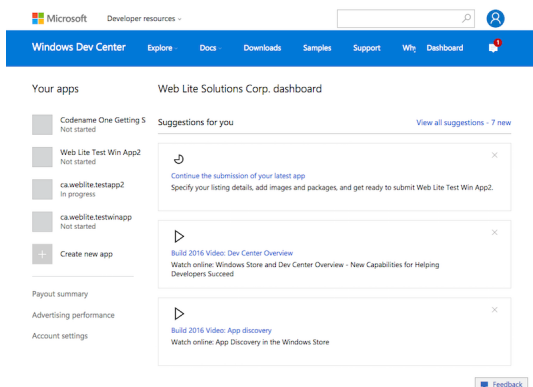 Microsoft
Developer resources
Windows Dev Center
Explore
Docs
Downloads
Samples
Support
Why
Dashboard
1
Your apps
Codename One Getting S
Not started
Web Lite Test Win App2
Not started
ca.weblite.testapp2
In progress
ca.weblite.testwinapp
Not started
Create new app
Payout summary
Advertising performance
Account settings
Web Lite Solutions Corp. dashboard
Suggestions for you
View all suggestions - 7 new
Continue the submission of your latest app
Specify your listing details, add images and packages, and get ready to submit Web Lite Test Win App2.
Build 2016 Video: Dev Center Overview
Watch online: Windows Store and Dev Center Overview - New Capabilities for Helping
Developers Succeed
Build 2016 Video: App discovery
Watch online: App Discovery in the Windows Store
Feedback